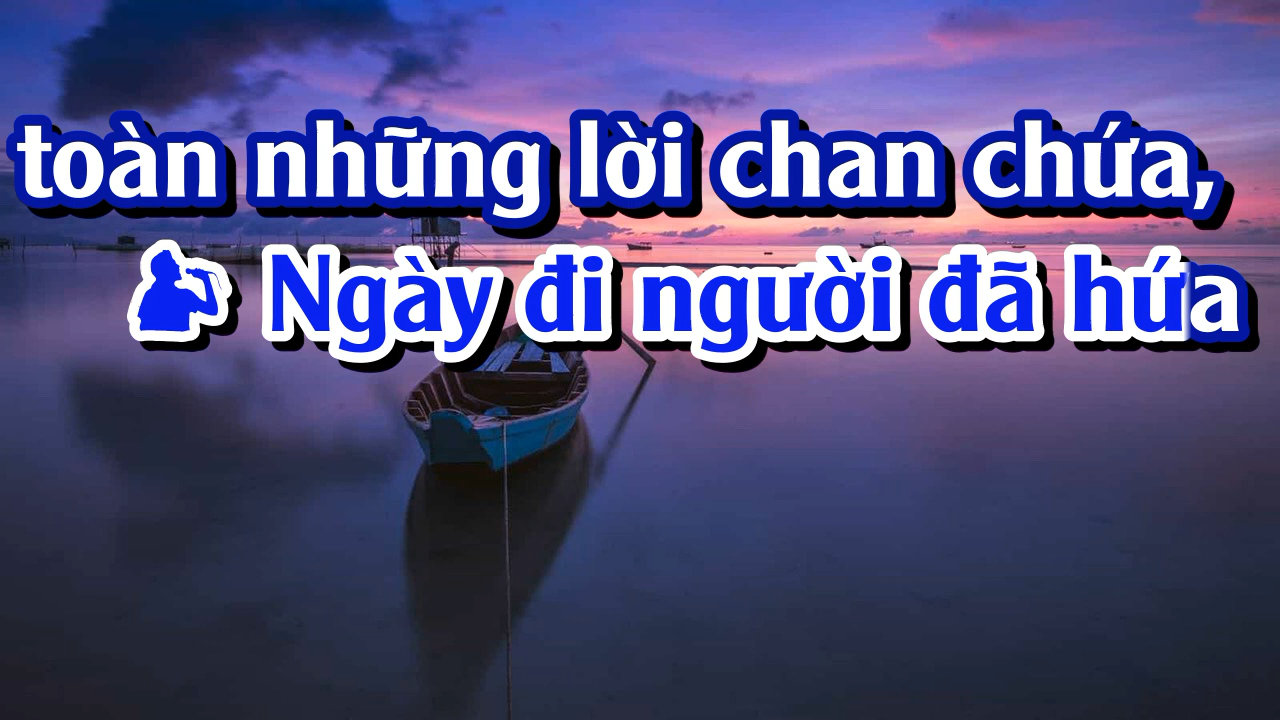 toàn những lời chan chứa,
Ngày đi người đã hứa